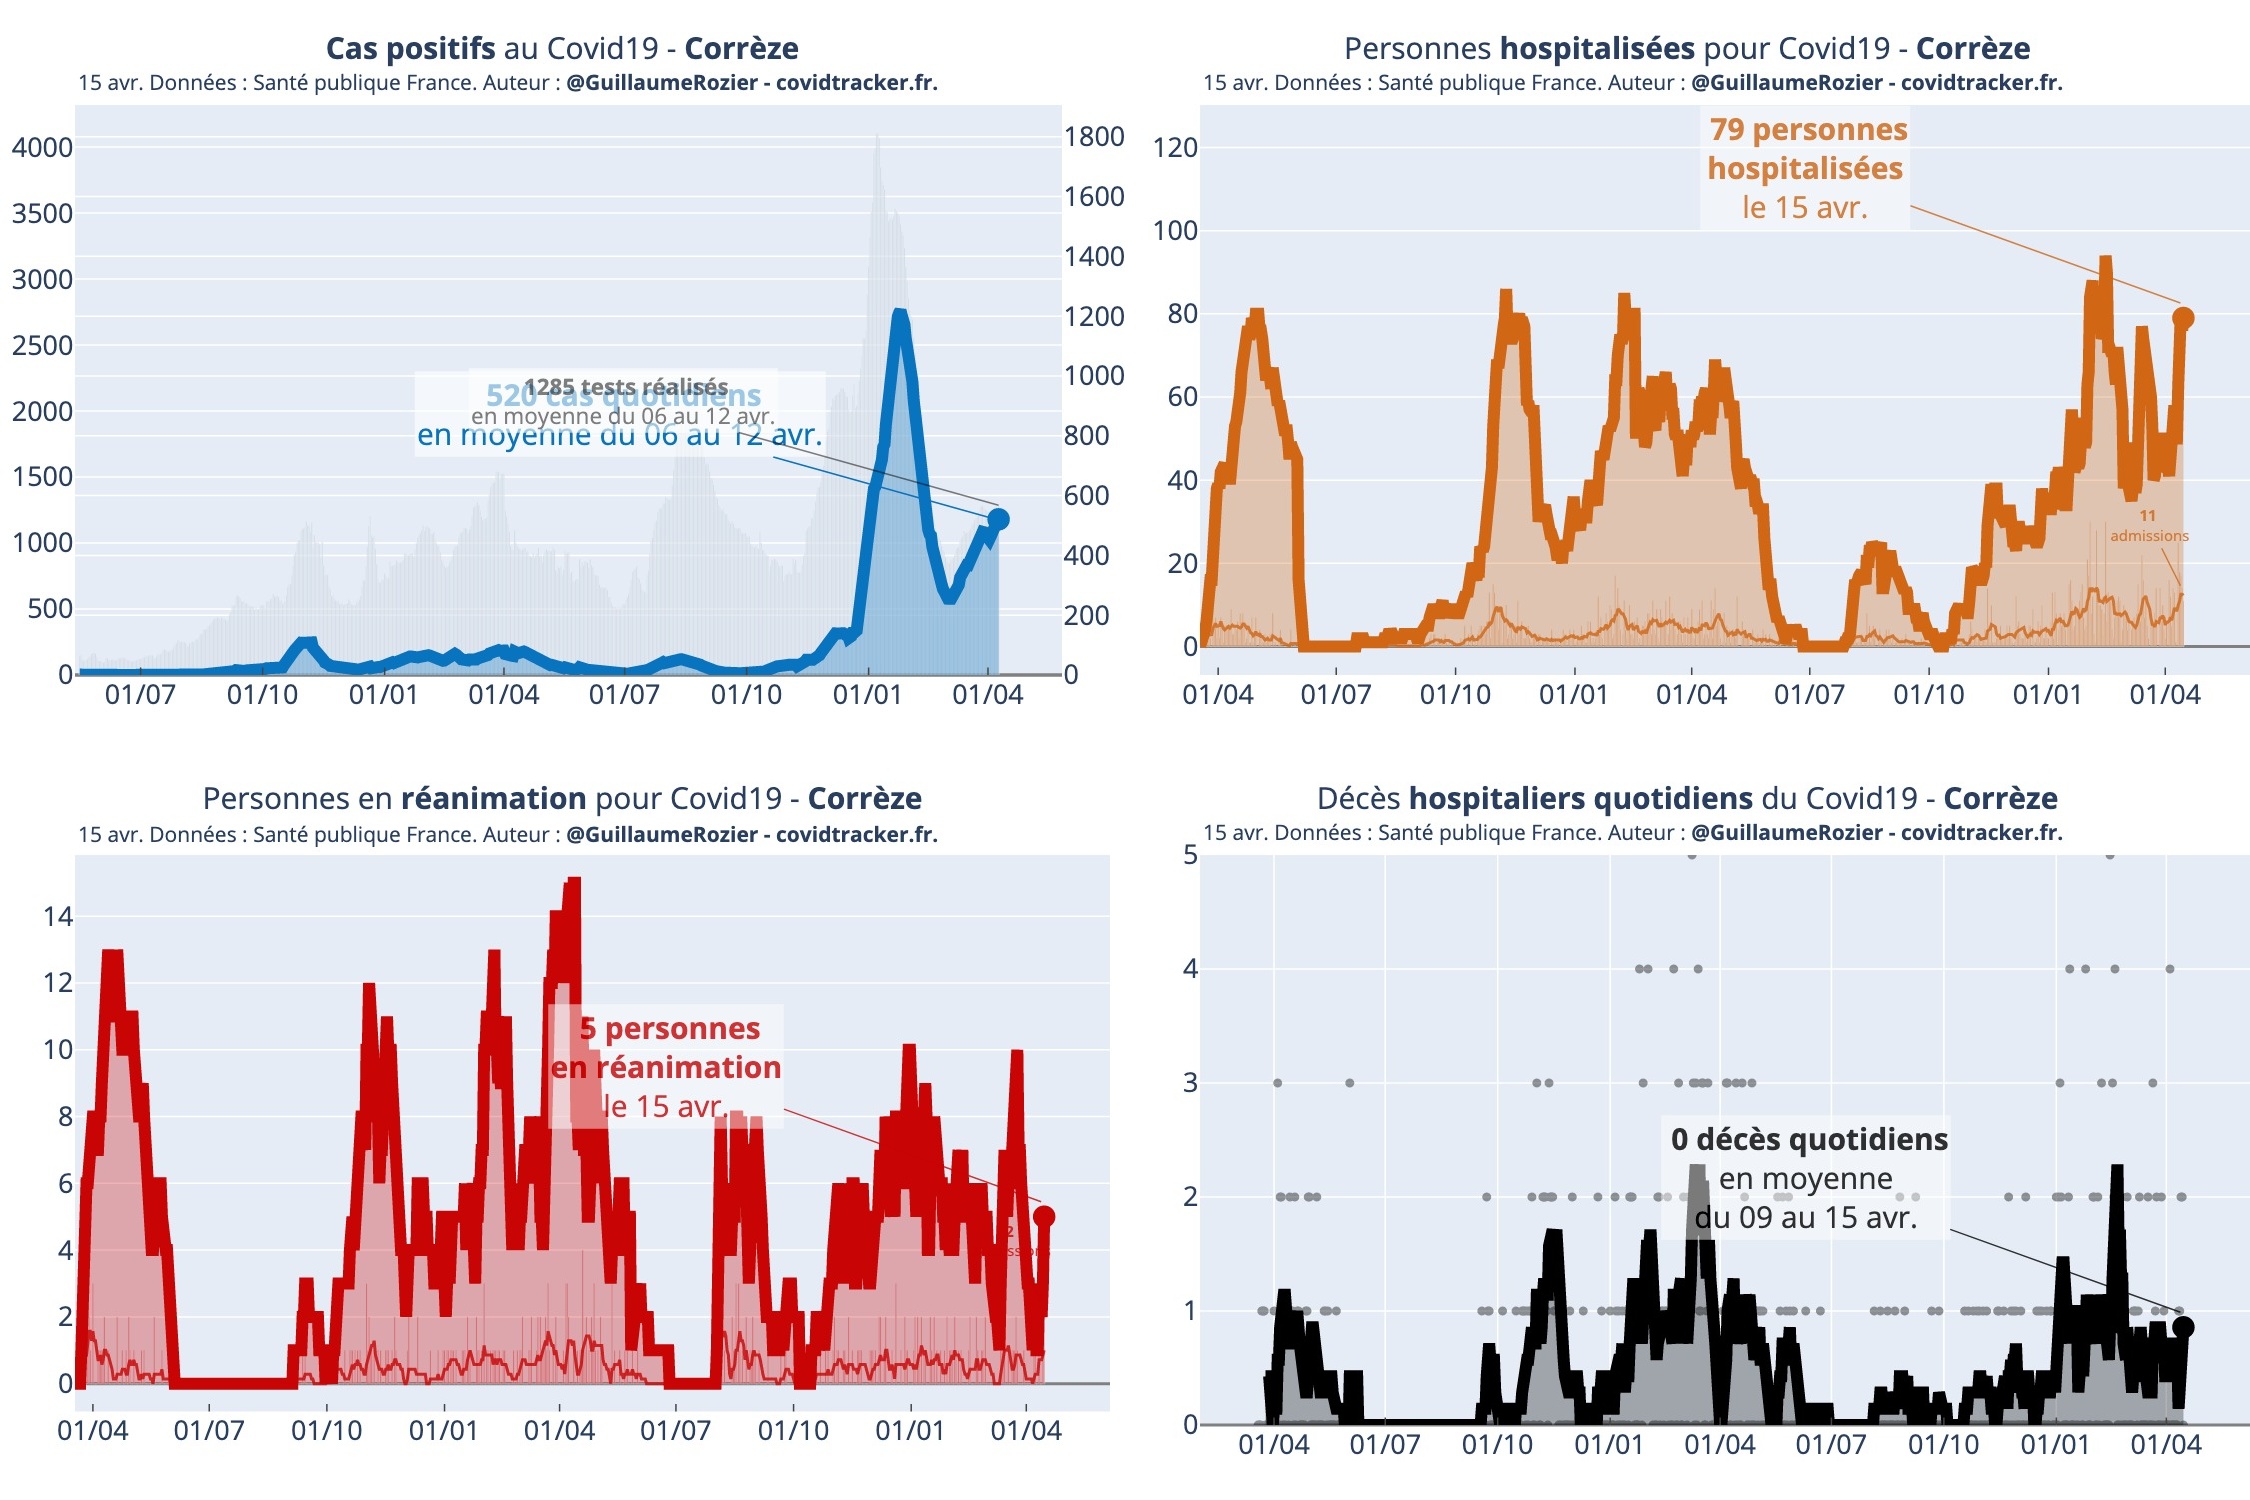 Cas positifs au Covid19 - Corrèze
15 avr. Données : Santé publique France. Auteur : @GuillaumeRozier - covidtracker.fr.
4000
3500
3000
2500
2000
1500
1000
500
0
1800
1600
1400
1200
1000
800
600
400
200
0
1285 tests réalisés
en moyenne du 06 au 12 avr.
520 cas quotidiens
en moyenne du 06 au 12 avr.
01/07 01/10 01/01 01/04 01/07 01/10 01/01 01/04
Personnes hospitalisées pour Covid19 - Corrèze
15 avr. Données : Santé publique France. Auteur : @GuillaumeRozier - covidtracker.fr.
120
100
80
60
40
20
0
79 personnes
hospitalisées
le 15 avr.
11
admissions
01/04 01/07 01/10 01/01 01/04 01/07 01/10 01/01 01/04
Personnes en réanimation pour Covid19 - Corrèze
15 avr. Données : Santé publique France. Auteur : @GuillaumeRozier - covidtracker.fr.
14
12
10
8
6
4
2
0
5 personnes
en réanimation
le 15 avr.
2
01/04 01/07 01/10 01/01 01/04 01/07 01/10 01/01 01/04
Décès hospitaliers quotidiens du Covid19 - Corrèze
15 avr. Données : Santé publique France. Auteur : @GuillaumeRozier - covidtracker.fr.
5
4
3
2
1
0
0 décès quotidiens
en moyenne
du 09 au 15 avr.
01/04 01/07 01/10 01/01 01/04 01/07 01/10 01/01 01/04